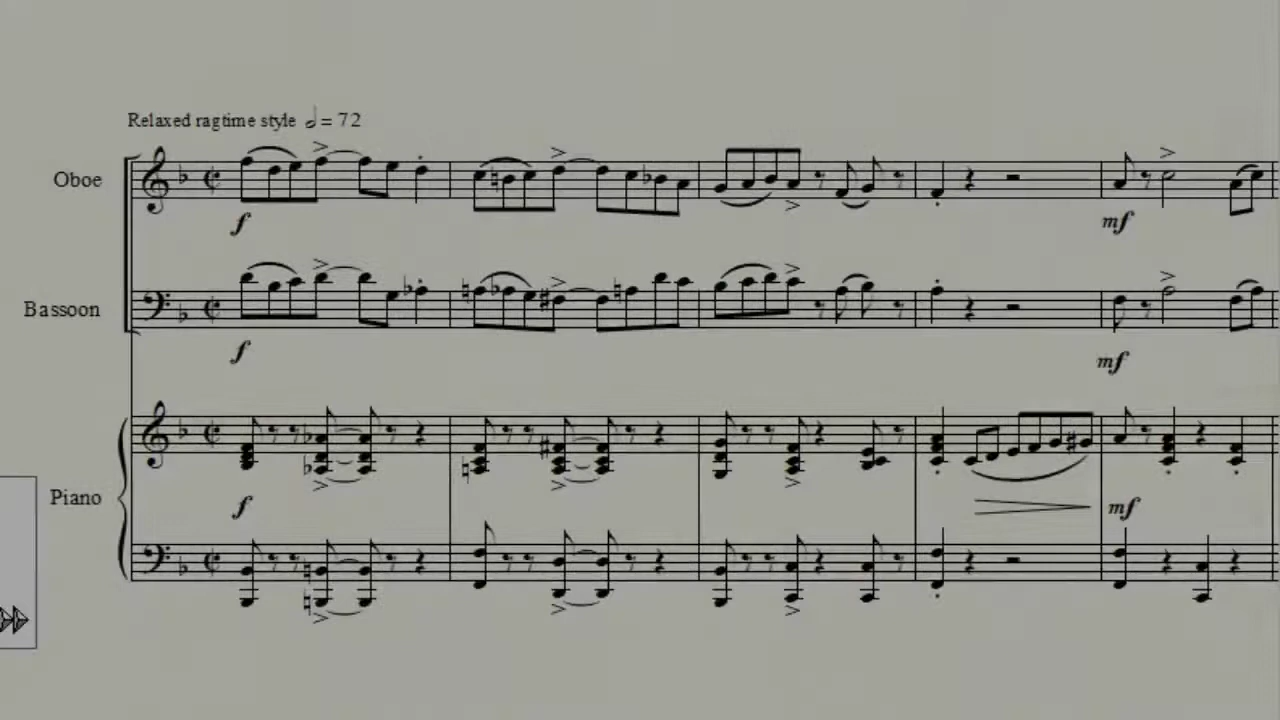 Relaxed ragtime style 𝅗𝅥 = 72
Oboe
f
mf
Bassoon
f
mf
Piano
f
mf